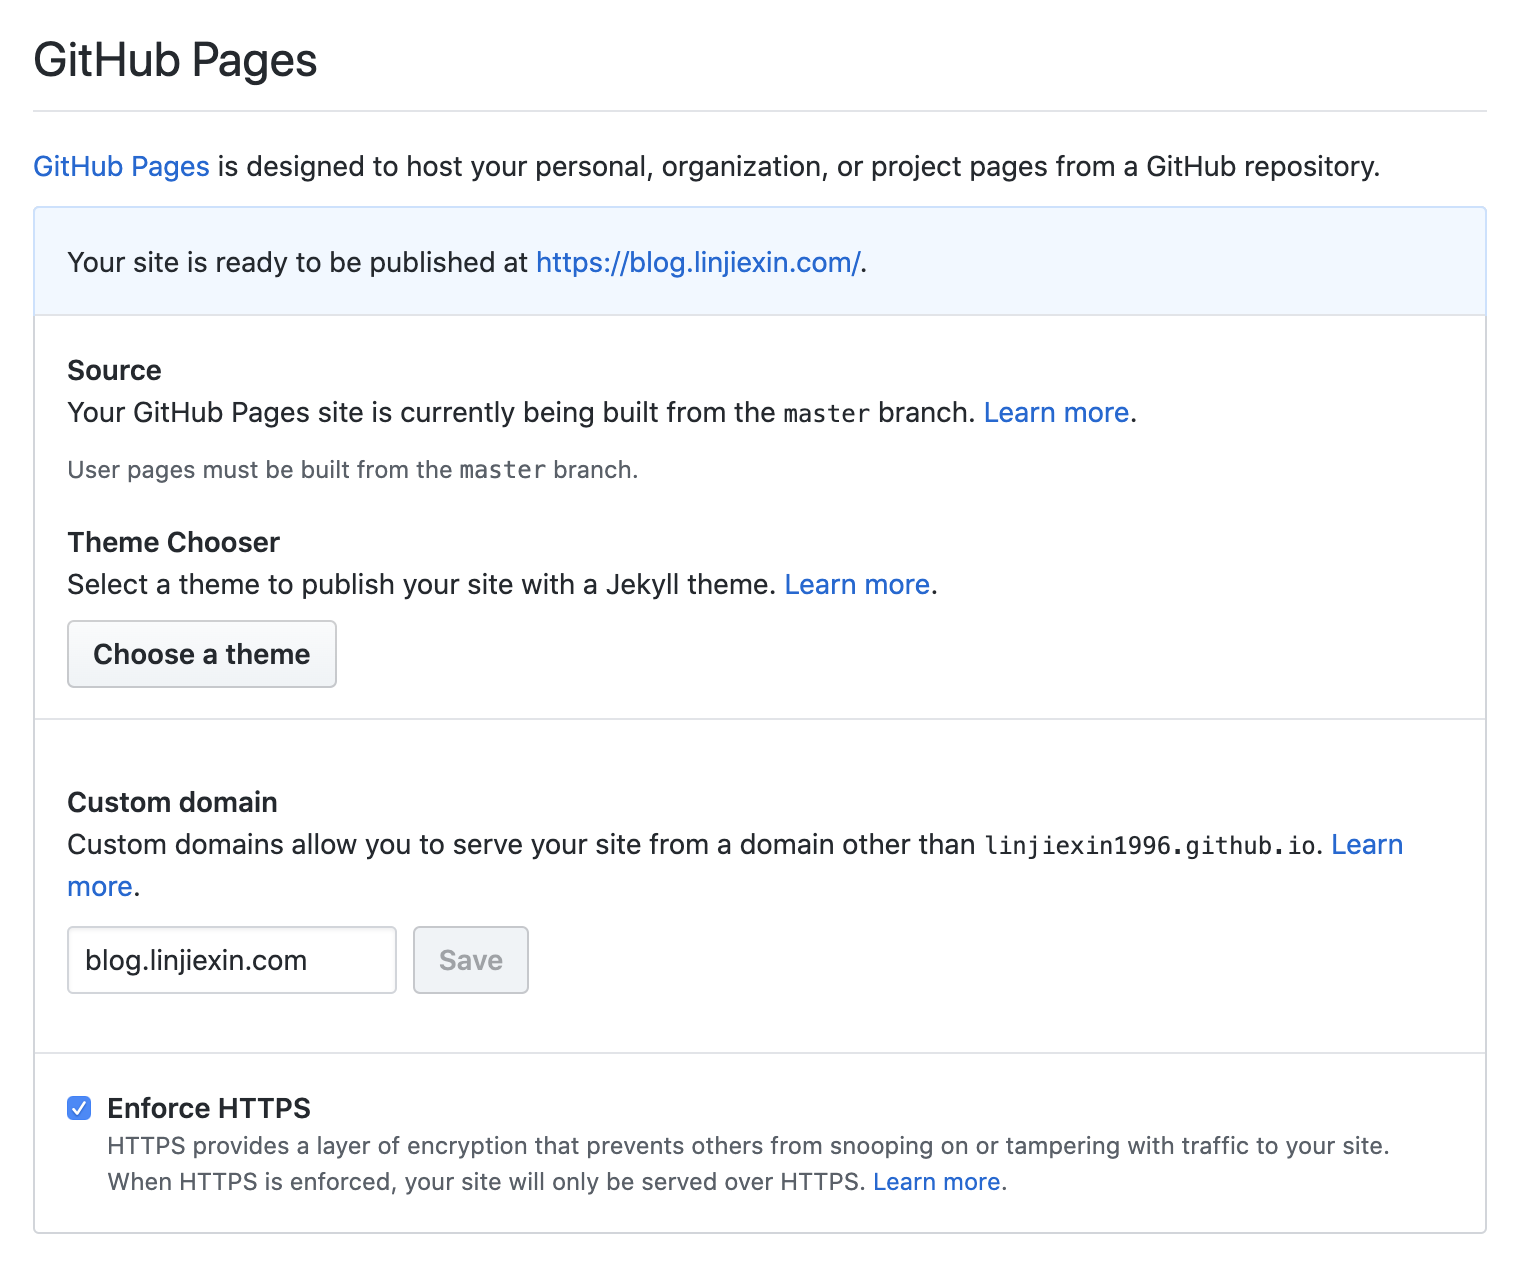 GitHub Pages
GitHub Pages is designed to host your personal, organization, or project pages from a GitHub repository.
Your site is ready to be published at https://blog.linjiexin.com/.
Source
Your GitHub Pages site is currently being built from the master branch. Learn more.
User pages must be built from the master branch.
Theme Chooser
Select a theme to publish your site with a Jekyll theme. Learn more.
Choose a theme
Custom domain
Custom domains allow you to serve your site from a domain other than linjiexin1996.github.io. Learn
more.
blog.linjiexin.com Save
Enforce HTTPS
HTTPS provides a layer of encryption that prevents others from snooping on or tampering with traffic to your site.
When HTTPS is enforced, your site will only be served over HTTPS. Learn more.